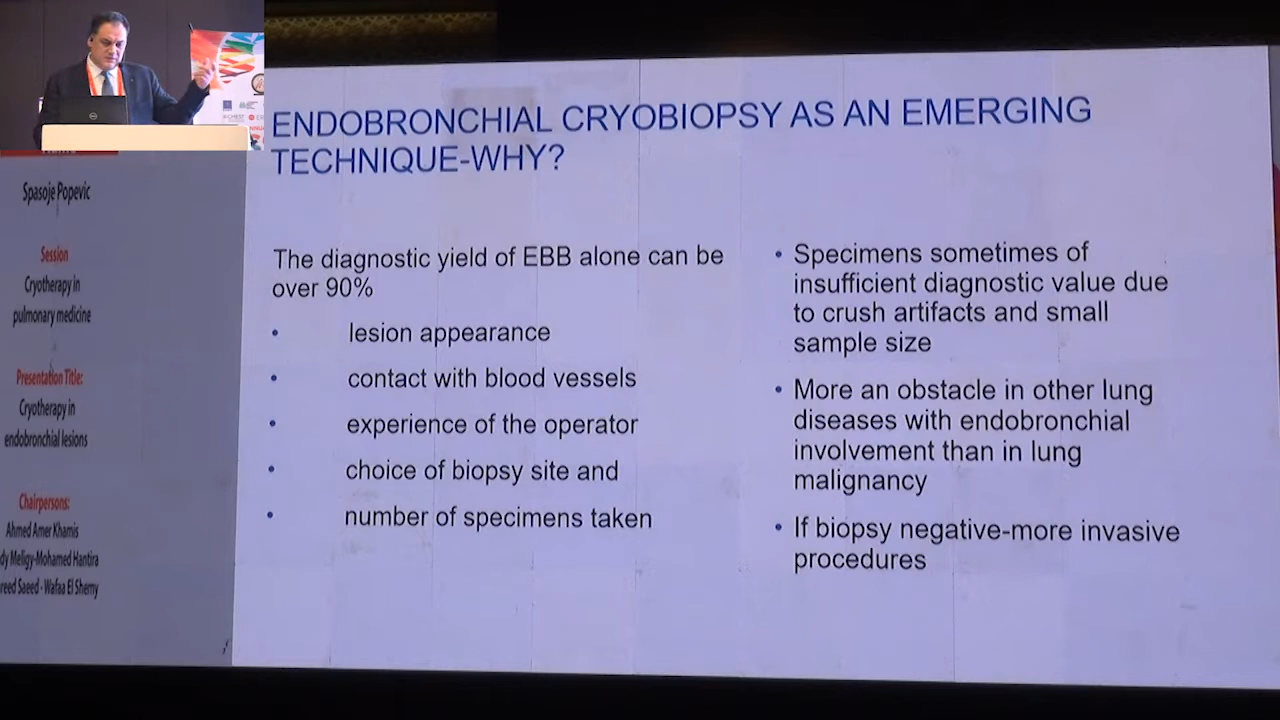 Spasoje Popevic
Session
Cryotherapy in
pulmonary medicine
Presentation Title:
Cryotherapy in
endobronchial lesions
Chairpersons:
Ahmed Amer Khamis
dy Meligy-Mohamed Hantira
reed Saeed - Wafaa El Shemy
ENDOBRONCHIAL CRYOBIOPSY AS AN EMERGING
TECHNIQUE-WHY?
The diagnostic yield of EBB alone can be
over 90%
• lesion appearance
• contact with blood vessels
• experience of the operator
• choice of biopsy site and
• number of specimens taken
• Specimens sometimes of
insufficient diagnostic value due
to crush artifacts and small
sample size
• More an obstacle in other lung
diseases with endobronchial
involvement than in lung
malignancy
• If biopsy negative-more invasive
procedures